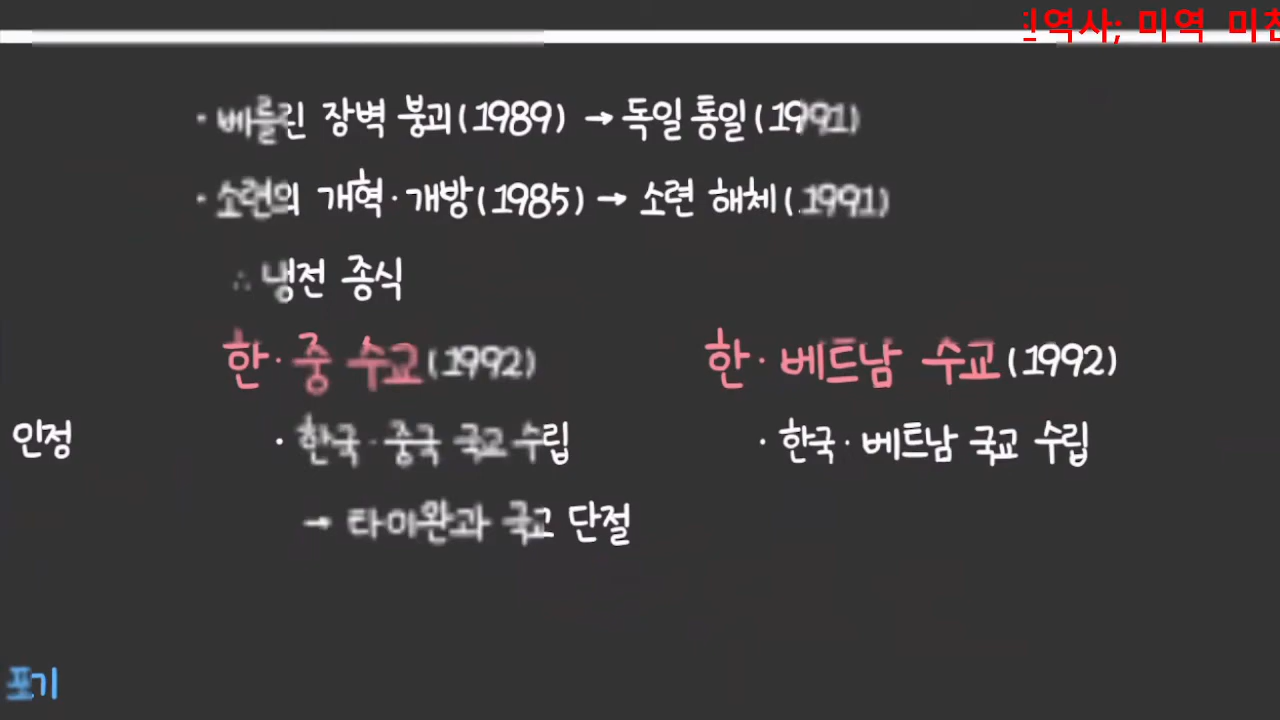 역사; 미역 미친
· 베를린 장벽 붕괴(1989) → 독일 통일(1991)
· 소련의 개혁·개방(1985) → 소련 해체(1991)
∴ 냉전 종식
한·중 수교(1992) 한·베트남 수교(1992)
인정 · 한국·중국 국교 수립 · 한국·베트남 국교 수립
→ 타이완과 국교 단절
포기